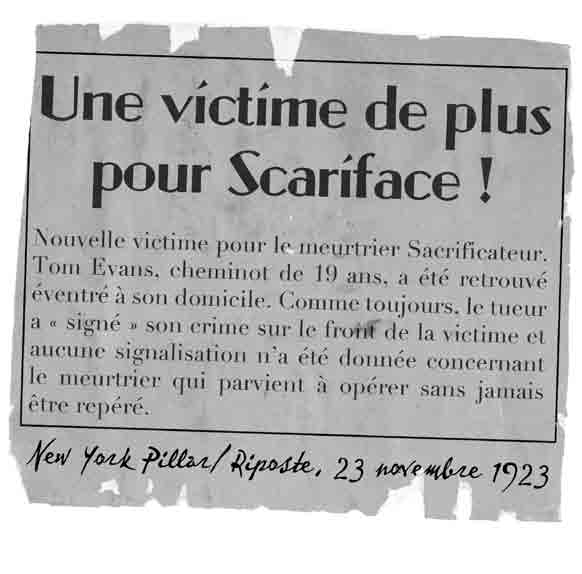 Une victime de plus
pour Scariface !
Nouvelle victime pour le meurtrier Sacrificateur.
Tom Evans, cheminot de 19 ans, a été retrouvé
éventré à son domicile. Comme toujours, le tueur
a « signé » son crime sur le front de la victime et
aucune signalisation n'a été donnée concernant
le meurtrier qui parvient à opérer sans jamais
être repéré.
New York Pillar/Riposte, 23 novembre 1923